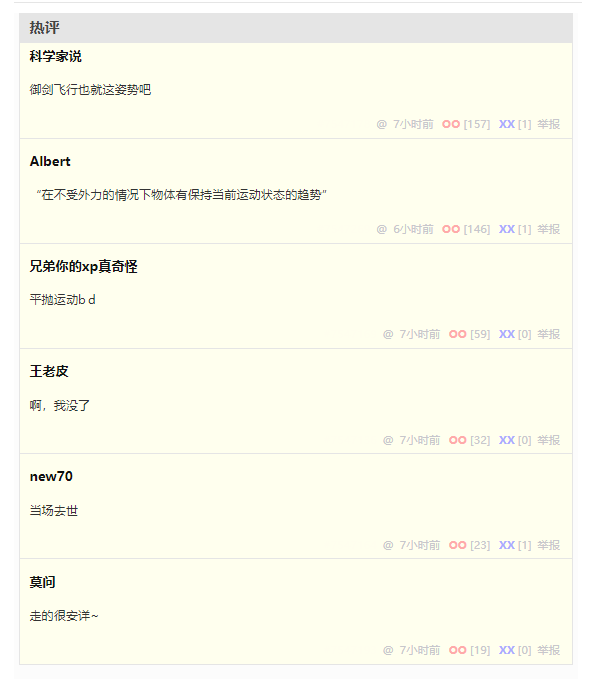 热评
科学家说
御剑飞行也就这姿势吧
@ 7小时前 OO [157] XX [1] 举报
Albert
“在不受外力的情况下物体有保持当前运动状态的趋势”
@ 6小时前 OO [146] XX [1] 举报
兄弟你的xp真奇怪
平抛运动b d
@ 7小时前 OO [59] XX [0] 举报
王老皮
啊，我没了
@ 7小时前 OO [32] XX [0] 举报
new70
当场去世
@ 7小时前 OO [23] XX [1] 举报
莫问
走的很安详~
@ 7小时前 OO [19] XX [0] 举报